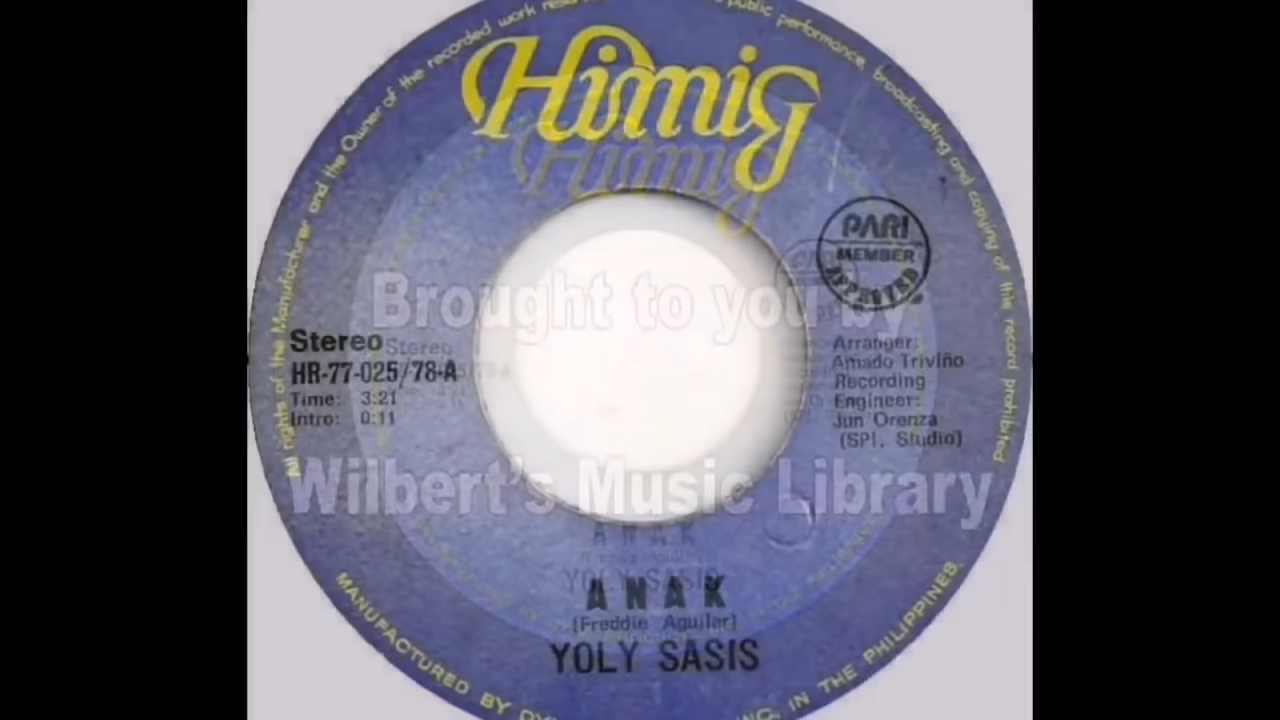 All rights of the Manufacturer and the Owner of the recorded work
public performance, broadcasting and copying of this record prohibited
Himig
PARI
MEMBER
APPROVED
Brought to you by
Stereo
HR-77-025/78-A
Time: 3:21
Intro: 0:11
Arranger:
Amado Triviño
Recording
Engineer:
Jun Orenza
(SPI. Studio)
Wilbert's Music Library
ANAK
(Freddie Aguilar)
YOLY SASIS
MANUFACTURED BY
INC. IN THE PHILIPPINES